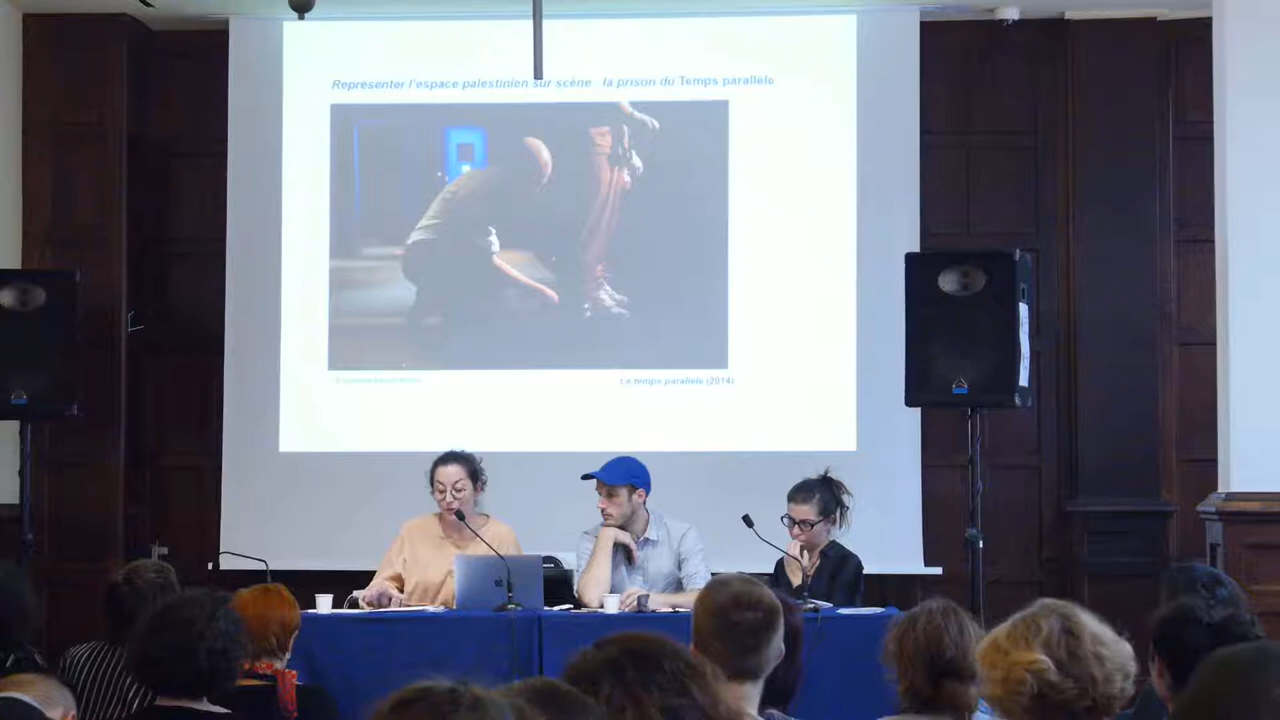 Représenter l'espace palestinien sur scène : la prison du Temps parallèle
Le temps parallèle (2014)